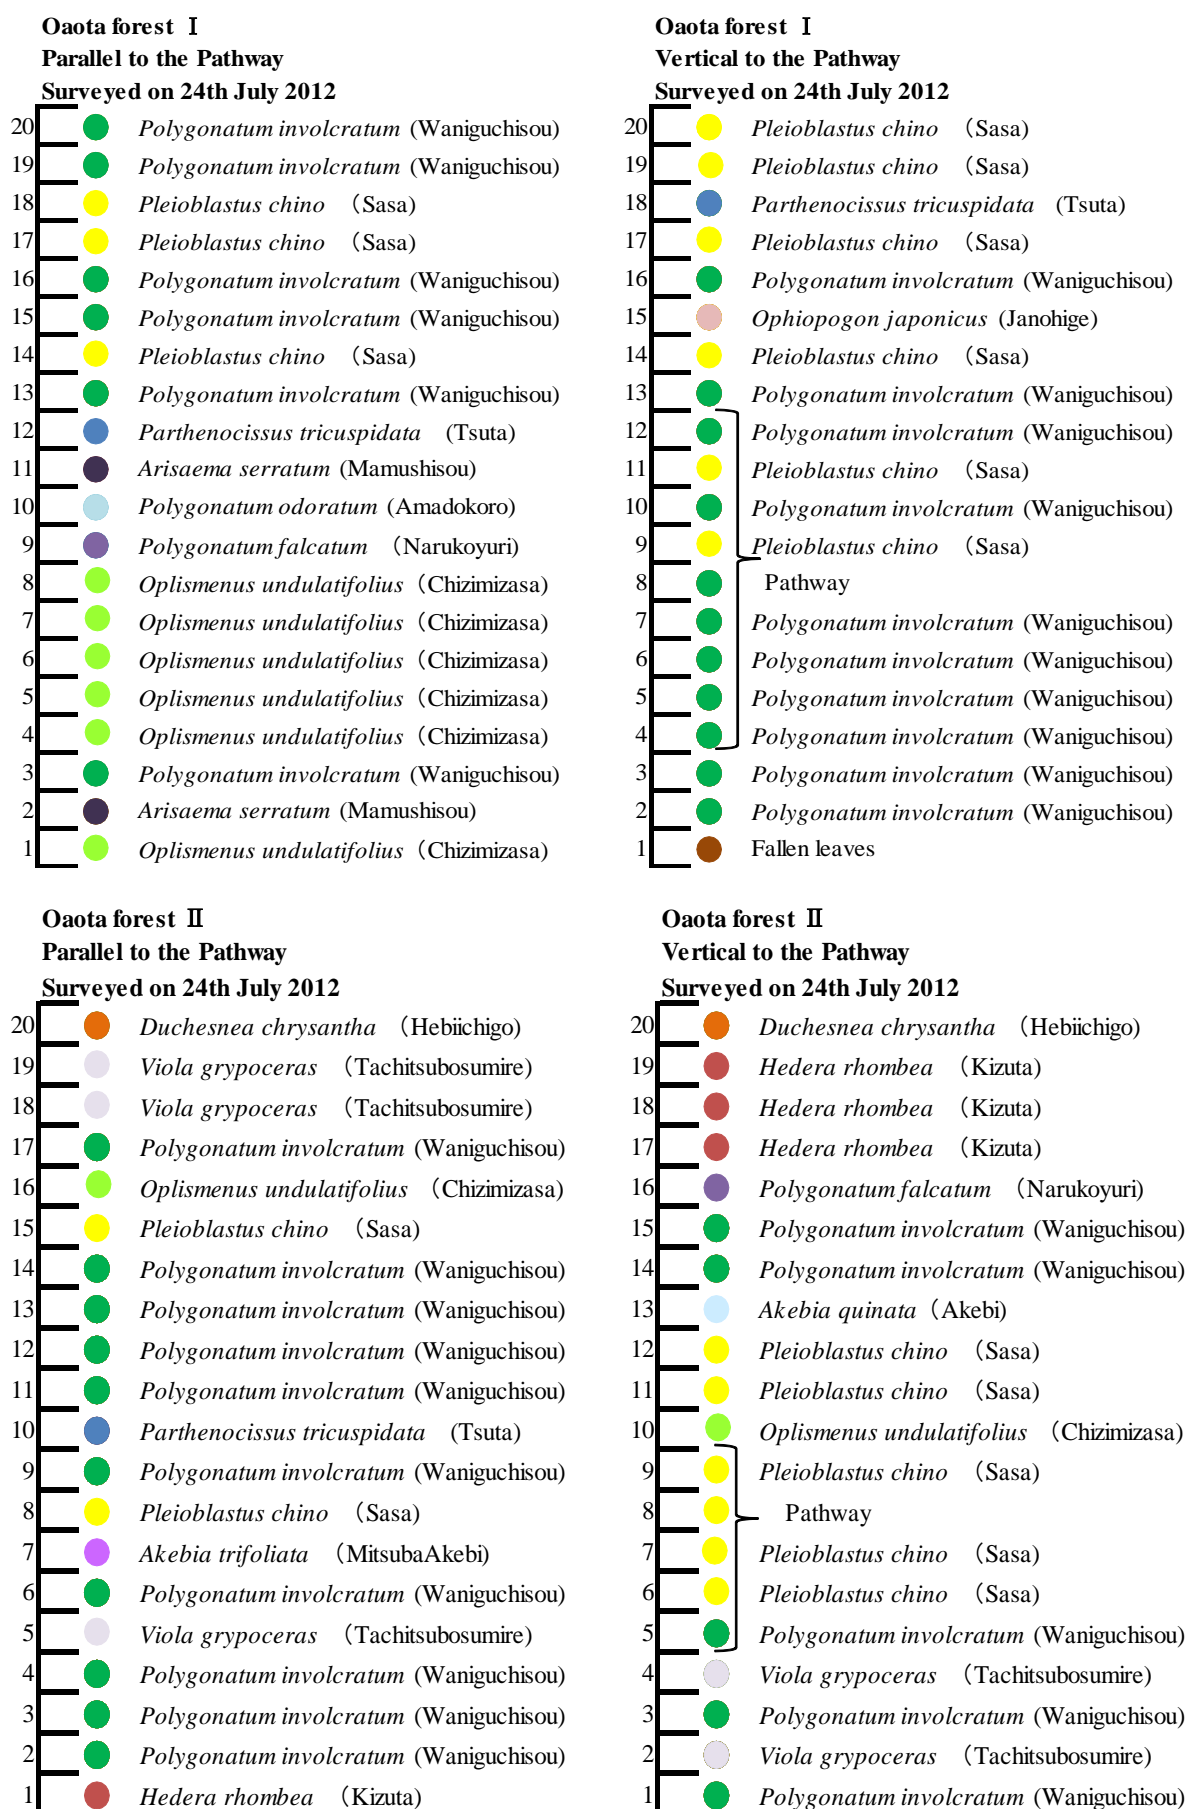 Oaota forest Ⅰ
Parallel to the Pathway
Surveyed on 24th July 2012
20 Polygonatum involcratum (Waniguchisou)
19 Polygonatum involcratum (Waniguchisou)
18 Pleioblastus chino （Sasa)
17 Pleioblastus chino （Sasa)
16 Polygonatum involcratum (Waniguchisou)
15 Polygonatum involcratum (Waniguchisou)
14 Pleioblastus chino （Sasa)
13 Polygonatum involcratum (Waniguchisou)
12 Parthenocissus tricuspidata (Tsuta)
11 Arisaema serratum (Mamushisou)
10 Polygonatum odoratum (Amadokoro)
9 Polygonatum falcatum （Narukoyuri)
8 Oplismenus undulatifolius （Chizimizasa)
7 Oplismenus undulatifolius （Chizimizasa)
6 Oplismenus undulatifolius （Chizimizasa)
5 Oplismenus undulatifolius （Chizimizasa)
4 Oplismenus undulatifolius （Chizimizasa)
3 Polygonatum involcratum (Waniguchisou)
2 Arisaema serratum (Mamushisou)
1 Oplismenus undulatifolius （Chizimizasa)
Oaota forest Ⅰ
Vertical to the Pathway
Surveyed on 24th July 2012
20 Pleioblastus chino （Sasa)
19 Pleioblastus chino （Sasa)
18 Parthenocissus tricuspidata (Tsuta)
17 Pleioblastus chino （Sasa)
16 Polygonatum involcratum (Waniguchisou)
15 Ophiopogon japonicus (Janohige)
14 Pleioblastus chino （Sasa)
13 Polygonatum involcratum (Waniguchisou)
12 Polygonatum involcratum (Waniguchisou)
11 Pleioblastus chino （Sasa)
10 Polygonatum involcratum (Waniguchisou)
9 Pleioblastus chino （Sasa)
8 Pathway
7 Polygonatum involcratum (Waniguchisou)
6 Polygonatum involcratum (Waniguchisou)
5 Polygonatum involcratum (Waniguchisou)
4 Polygonatum involcratum (Waniguchisou)
3 Polygonatum involcratum (Waniguchisou)
2 Polygonatum involcratum (Waniguchisou)
1 Fallen leaves
Oaota forest Ⅱ
Parallel to the Pathway
Surveyed on 24th July 2012
20 Duchesnea chrysantha （Hebiichigo)
19 Viola grypoceras （Tachitsubosumire)
18 Viola grypoceras （Tachitsubosumire)
17 Polygonatum involcratum (Waniguchisou)
16 Oplismenus undulatifolius （Chizimizasa)
15 Pleioblastus chino （Sasa)
14 Polygonatum involcratum (Waniguchisou)
13 Polygonatum involcratum (Waniguchisou)
12 Polygonatum involcratum (Waniguchisou)
11 Polygonatum involcratum (Waniguchisou)
10 Parthenocissus tricuspidata (Tsuta)
9 Polygonatum involcratum (Waniguchisou)
8 Pleioblastus chino （Sasa)
7 Akebia trifoliata （MitsubaAkebi)
6 Polygonatum involcratum (Waniguchisou)
5 Viola grypoceras （Tachitsubosumire)
4 Polygonatum involcratum (Waniguchisou)
3 Polygonatum involcratum (Waniguchisou)
2 Polygonatum involcratum (Waniguchisou)
1 Hedera rhombea （Kizuta)
Oaota forest Ⅱ
Vertical to the Pathway
Surveyed on 24th July 2012
20 Duchesnea chrysantha （Hebiichigo)
19 Hedera rhombea （Kizuta)
18 Hedera rhombea （Kizuta)
17 Hedera rhombea （Kizuta)
16 Polygonatum falcatum （Narukoyuri)
15 Polygonatum involcratum (Waniguchisou)
14 Polygonatum involcratum (Waniguchisou)
13 Akebia quinata （Akebi)
12 Pleioblastus chino （Sasa)
11 Pleioblastus chino （Sasa)
10 Oplismenus undulatifolius （Chizimizasa)
9 Pleioblastus chino （Sasa)
8 Pathway
7 Pleioblastus chino （Sasa)
6 Pleioblastus chino （Sasa)
5 Polygonatum involcratum (Waniguchisou)
4 Viola grypoceras （Tachitsubosumire)
3 Polygonatum involcratum (Waniguchisou)
2 Viola grypoceras （Tachitsubosumire)
1 Polygonatum involcratum (Waniguchisou)